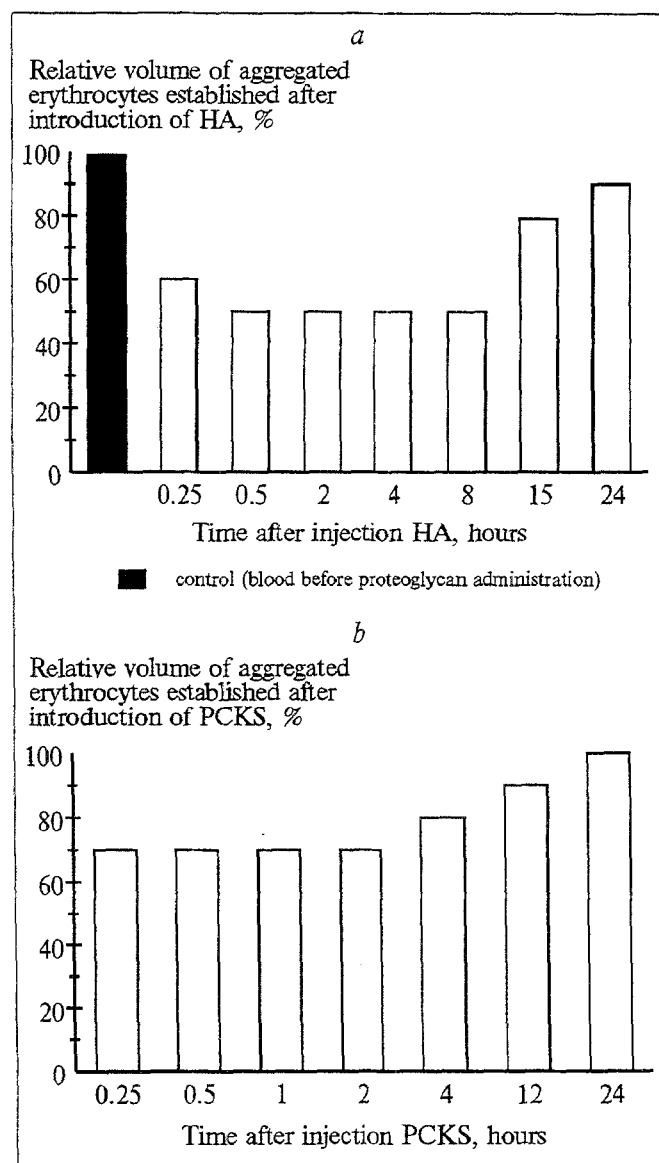 a
Relative volume of aggregated
erythrocytes established after
introduction of HA, %
100
80
60
40
20
0
0.25 0.5 2 4 8 15 24
Time after injection HA, hours
control (blood before proteoglycan administration)
b
Relative volume of aggregated
erythrocytes established after
introduction of PCKS, %
100
80
60
40
20
0
0.25 0.5 1 2 4 12 24
Time after injection PCKS, hours